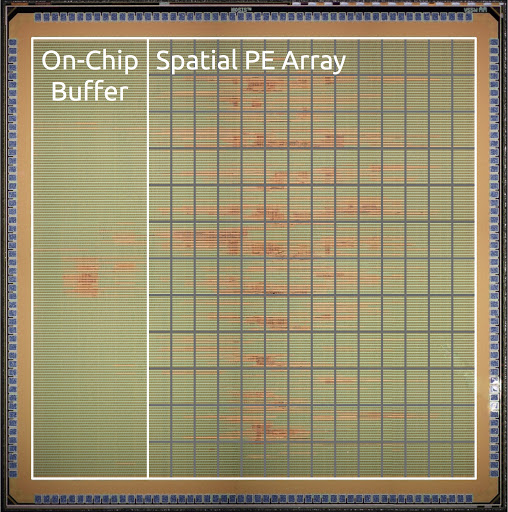 On-Chip
Buffer
Spatial PE Array